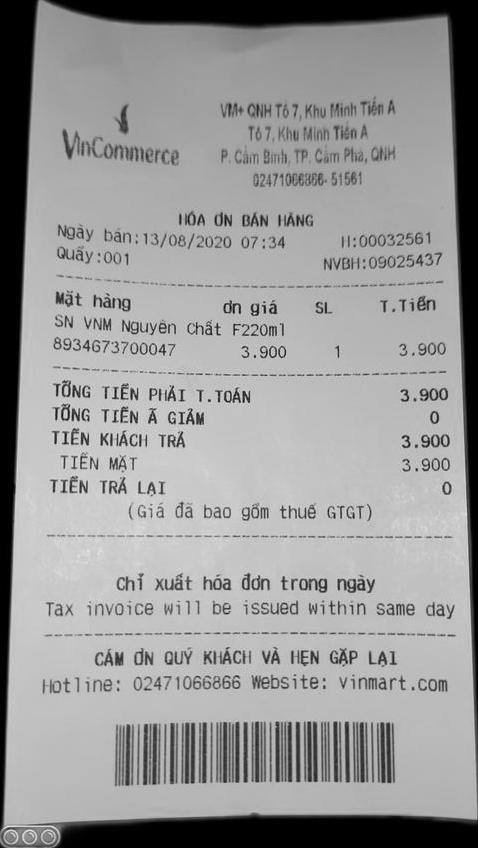 VinCommerce
VM+ QNH Tổ 7, Khu Minh Tiến A
Tổ 7, Khu Minh Tiến A
P. Cẩm Bình, TP. Cẩm Phả, QNH
02471066866-51561
HÓA ƠN BÁN HÀNG
Ngày bán:13/08/2020 07:34 H:00032561
Quầy:001 NVBH:09025437
Mặt hàng ơn giá SL T.Tiền
SN VNM Nguyên Chất F220ml
8934673700047 3.900 1 3.900
TỔNG TIỀN PHẢI T.TOÁN 3.900
TỔNG TIỀN Ã GIẢM 0
TIỀN KHÁCH TRẢ 3.900
TIỀN MẶT 3.900
TIỀN TRẢ LẠI 0
(Giá đã bao gồm thuế GTGT)
Chỉ xuất hóa đơn trong ngày
Tax invoice will be issued within same day
CẢM ƠN QUÝ KHÁCH VÀ HẸN GẶP LẠI
Hotline: 02471066866 Website: vinmart.com